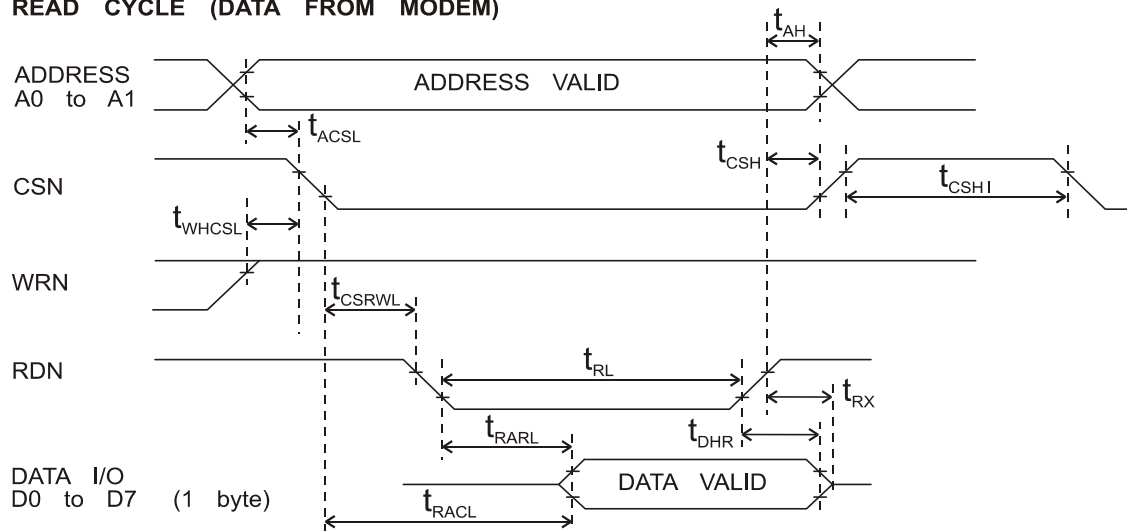 READ CYCLE (DATA FROM MODEM)
tAH
ADDRESS
A0 to A1
ADDRESS VALID
tACSL
tCSH
CSN
tCSHI
tWHCSL
WRN
tCSRWL
RDN
tRL
tRX
tRARL
tDHR
DATA I/O
D0 to D7 (1 byte)
DATA VALID
tRACL